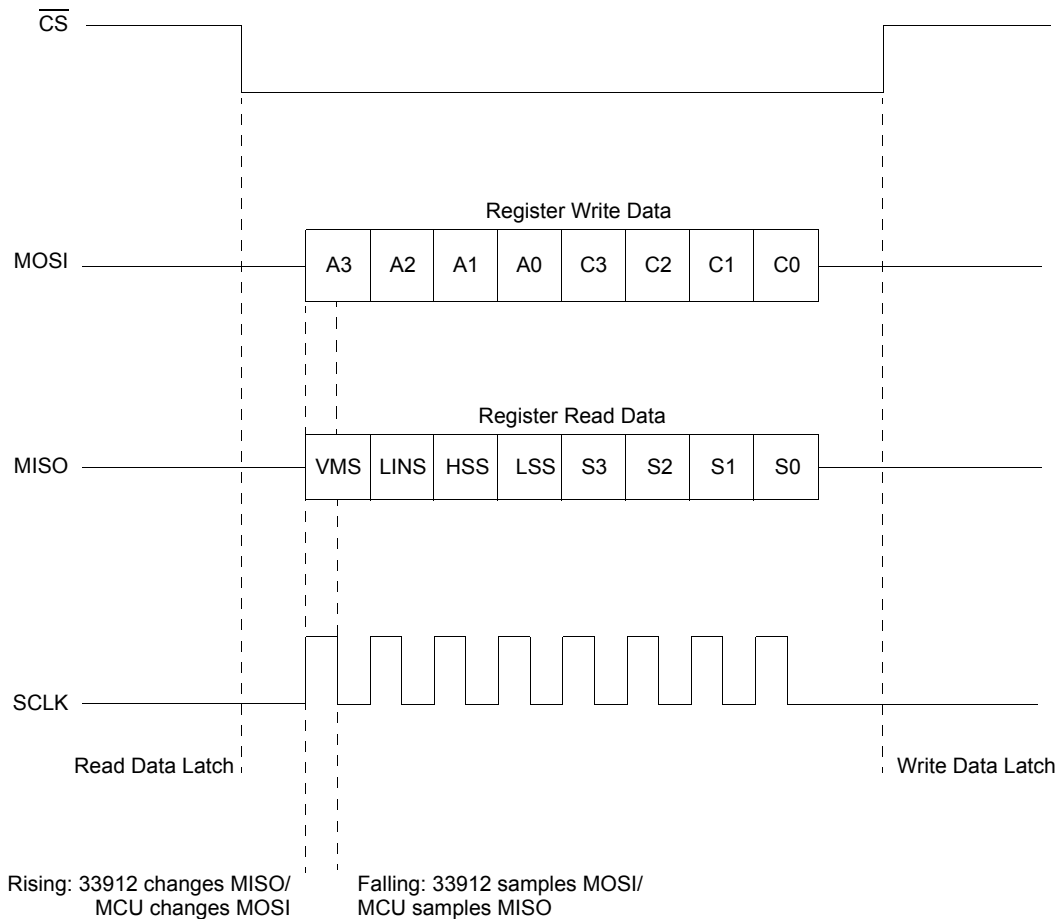 CS
Register Write Data
MOSI A3 A2 A1 A0 C3 C2 C1 C0
Register Read Data
MISO VMS LINS HSS LSS S3 S2 S1 S0
SCLK
Read Data Latch
Write Data Latch
Rising: 33912 changes MISO/
MCU changes MOSI
Falling: 33912 samples MOSI/
MCU samples MISO